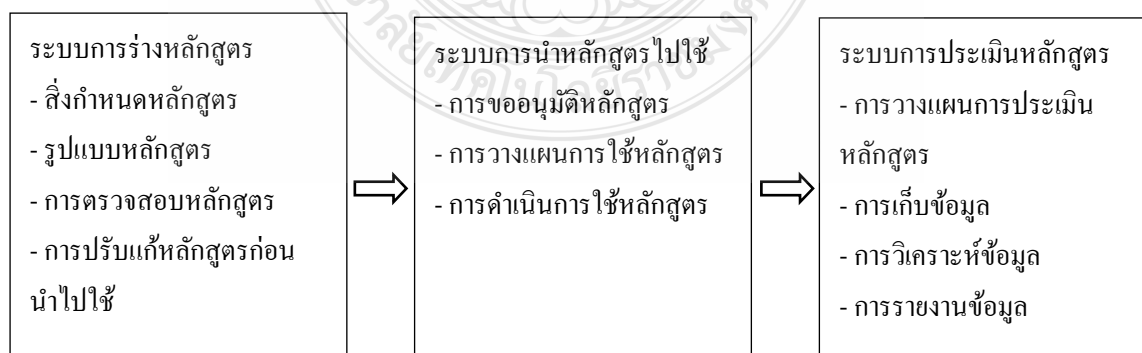 ระบบการร่างหลักสูตร
- สิ่งกำหนดหลักสูตร
- รูปแบบหลักสูตร
- การตรวจสอบหลักสูตร
- การปรับแก้หลักสูตรก่อน
นำไปใช้
ระบบการนำหลักสูตรไปใช้
- การขออนุมัติหลักสูตร
- การวางแผนการใช้หลักสูตร
- การดำเนินการใช้หลักสูตร
ระบบการประเมินหลักสูตร
- การวางแผนการประเมิน
หลักสูตร
- การเก็บข้อมูล
- การวิเคราะห์ข้อมูล
- การรายงานข้อมูล